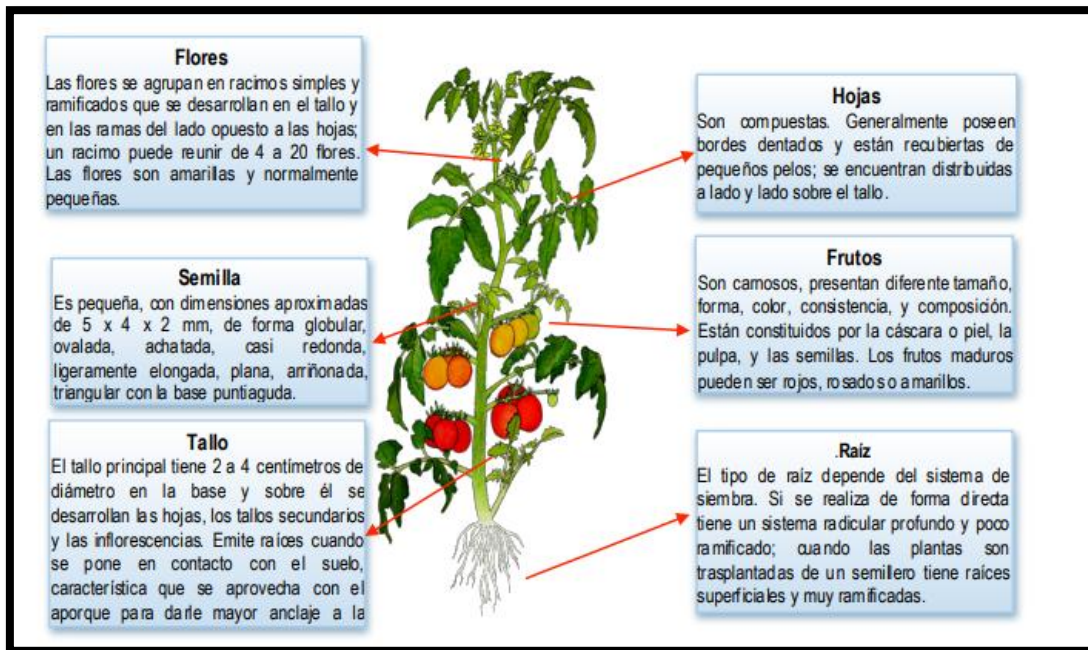 Flores
Las flores se agrupan en racimos simples y
ramificados que se desarrollan en el tallo y
en las ramas del lado opuesto a las hojas;
un racimo puede reunir de 4 a 20 flores.
Las flores son amarillas y normalmente
pequeñas.
Semilla
Es pequeña, con dimensiones aproximadas
de 5 x 4 x 2 mm, de forma globular,
ovalada, achatada, casi redonda,
ligeramente elongada, plana, arriñonada,
triangular con la base puntiaguda.
Tallo
El tallo principal tiene 2 a 4 centímetros de
diámetro en la base y sobre él se
desarrollan las hojas, los tallos secundarios
y las inflorescencias. Emite raíces cuando
se pone en contacto con el suelo,
característica que se aprovecha con el
aporque para darle mayor anclaje a la
Hojas
Son compuestas. Generalmente poseen
bordes dentados y están recubiertas de
pequeños pelos; se encuentran distribuidas
a lado y lado sobre el tallo.
Frutos
Son carnosos, presentan diferente tamaño,
forma, color, consistencia, y composición.
Están constituidos por la cáscara o piel, la
pulpa, y las semillas. Los frutos maduros
pueden ser rojos, rosados o amarillos.
.Raíz
El tipo de raíz depende del sistema de
siembra. Si se realiza de forma directa
tiene un sistema radicular profundo y poco
ramificado; cuando las plantas son
trasplantadas de un semillero tiene raíces
superficiales y muy ramificadas.